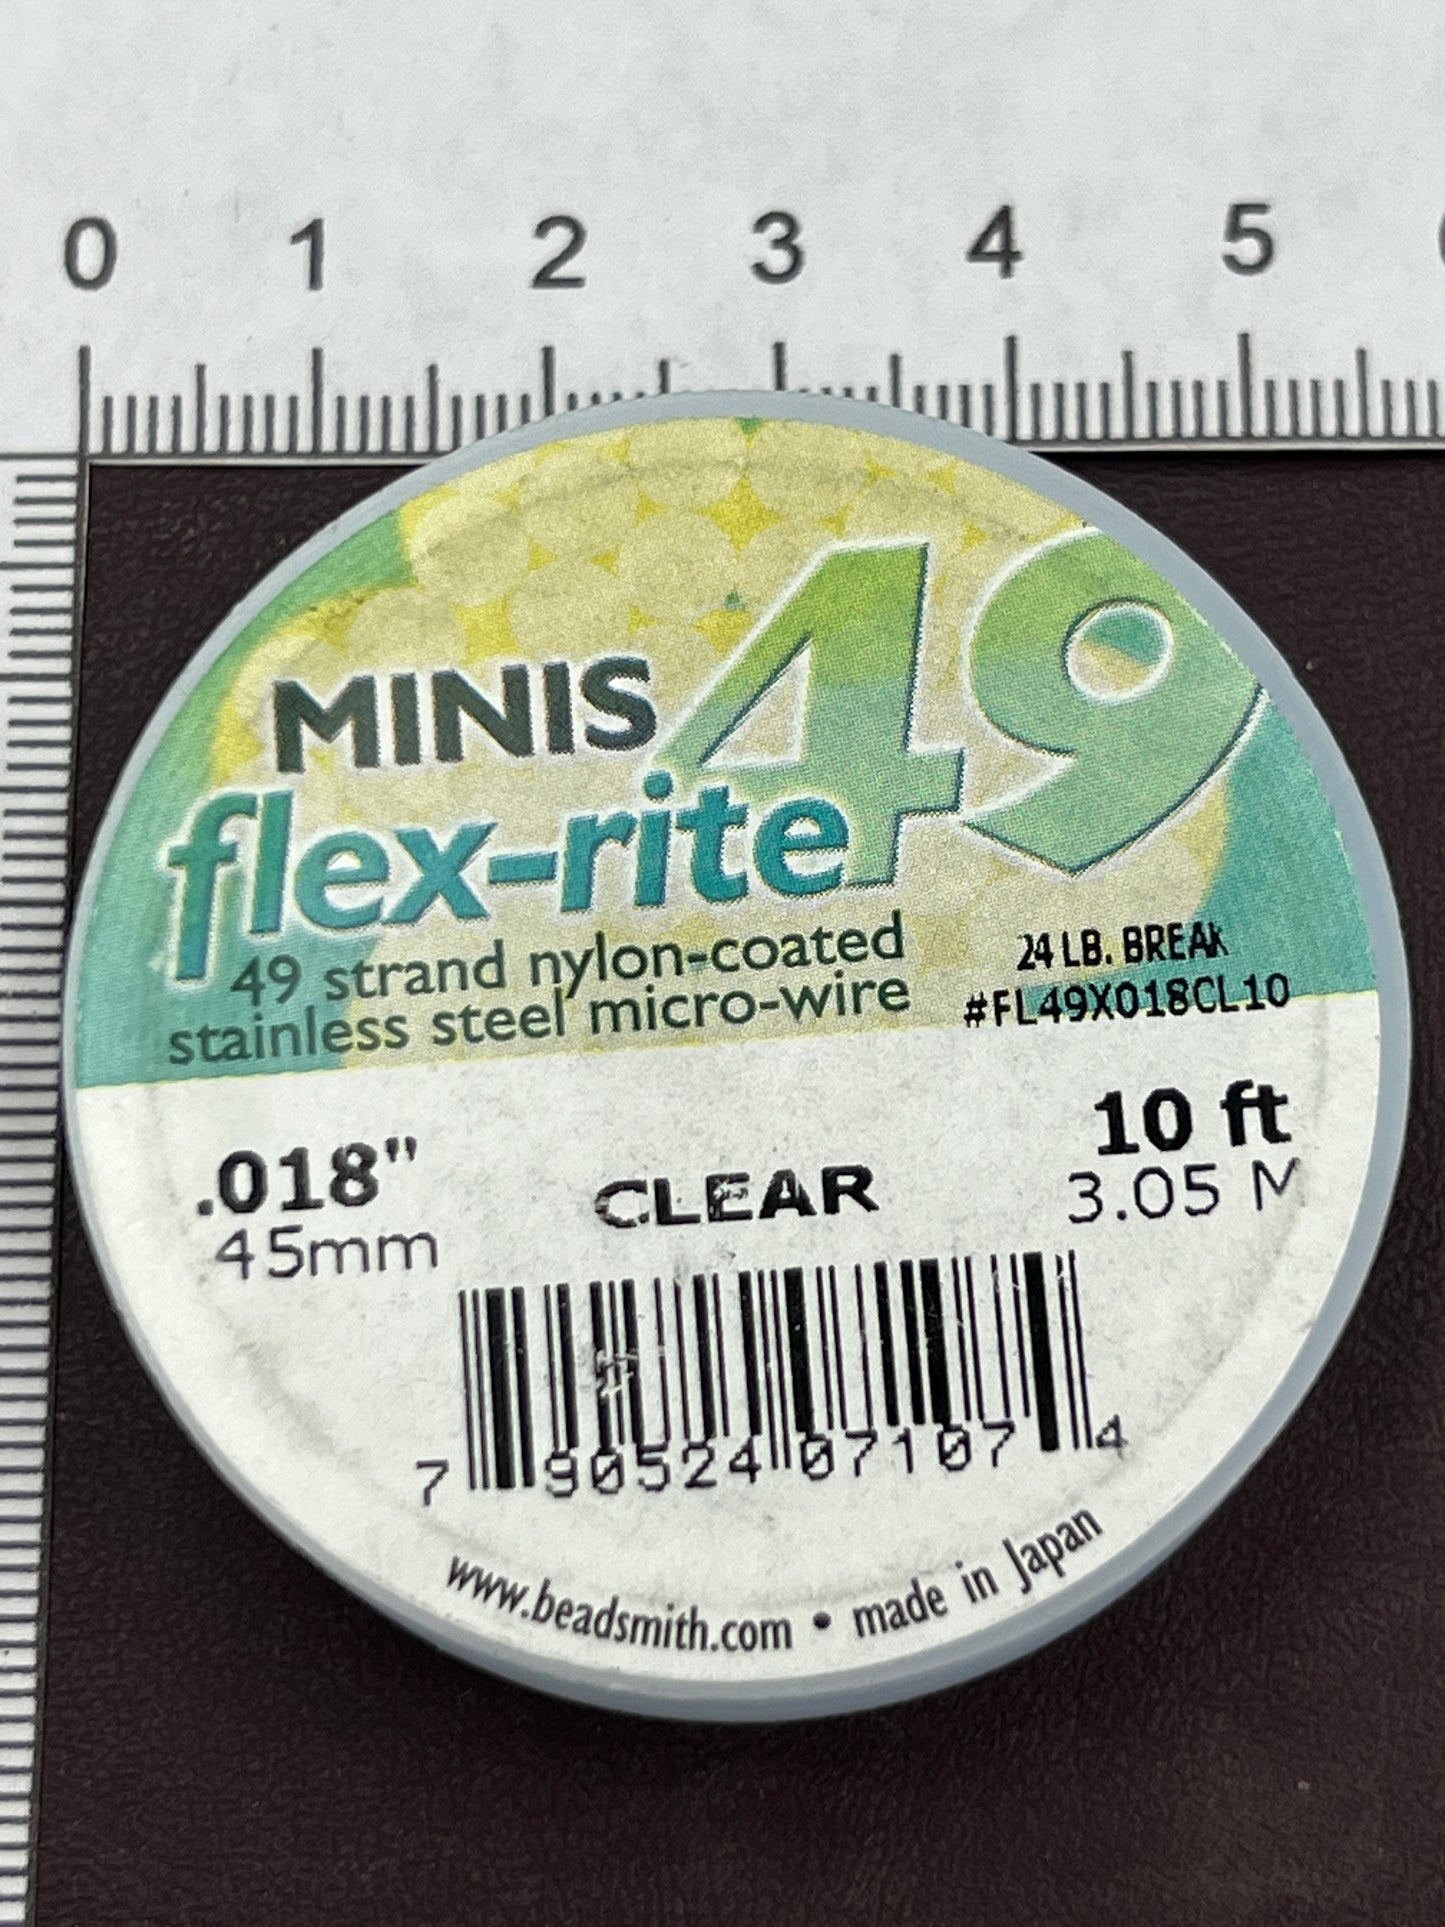 0 1 2 3 4 5
MINIS
flex-rite 49
49 strand nylon-coated
stainless steel micro-wire
24 LB. BREAK
#FL49X018CL10
.018"
45mm
CLEAR
10 ft
3.05 M
7 90524 07107 4
www.beadsmith.com • made in Japan